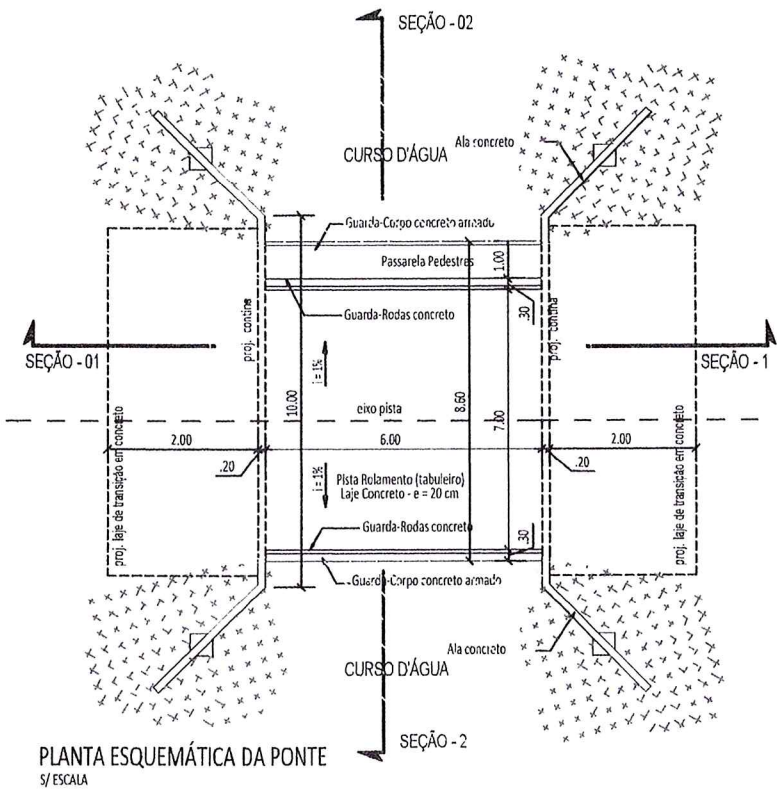 SEÇÃO - 02
CURSO D'ÁGUA
Ala concreto
Guarda-Corpo concreto armado
Passarela Pedestres
1.00
Guarda-Rodas concreto
.30
proj. contina
proj. contina
SEÇÃO - 01
SEÇÃO - 1
i = 1%
10.00
8.60
7.00
eixo pista
2.00
6.00
2.00
.20
.20
i = 1%
Pista Rolamento (tabuleiro)
Laje Concreto - e = 20 cm
proj. laje de transição em concreto
proj. laje de transição em concreto
Guarda-Rodas concreto
.30
Guarda-Corpo concreto armado
Ala concreto
CURSO D'ÁGUA
SEÇÃO - 2
PLANTA ESQUEMÁTICA DA PONTE
S/ ESCALA